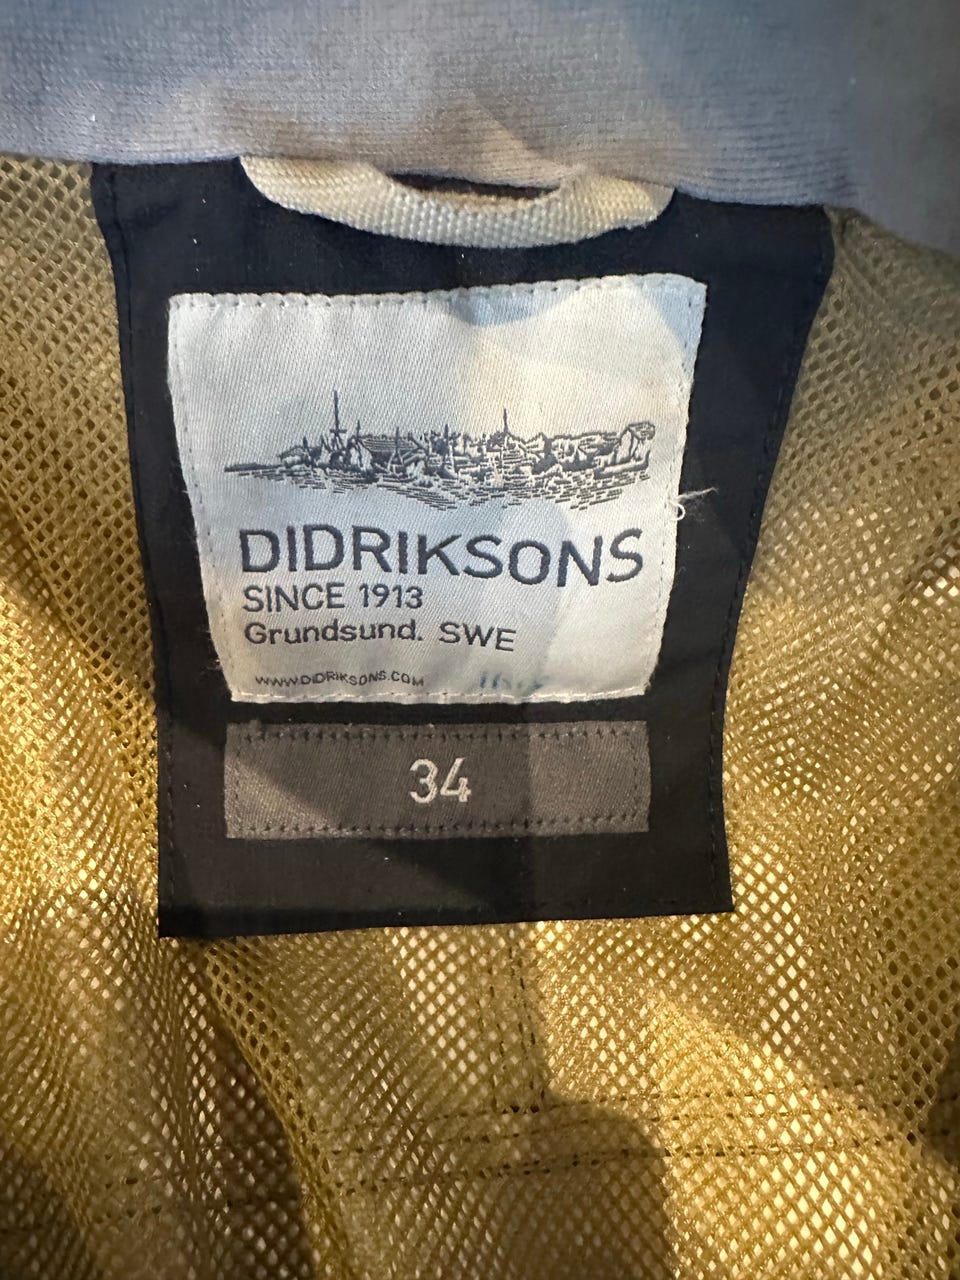 DIDRIKSONS
SINCE 1913
Grundsund. SWE
WWW.DIDRIKSONS.COM
34